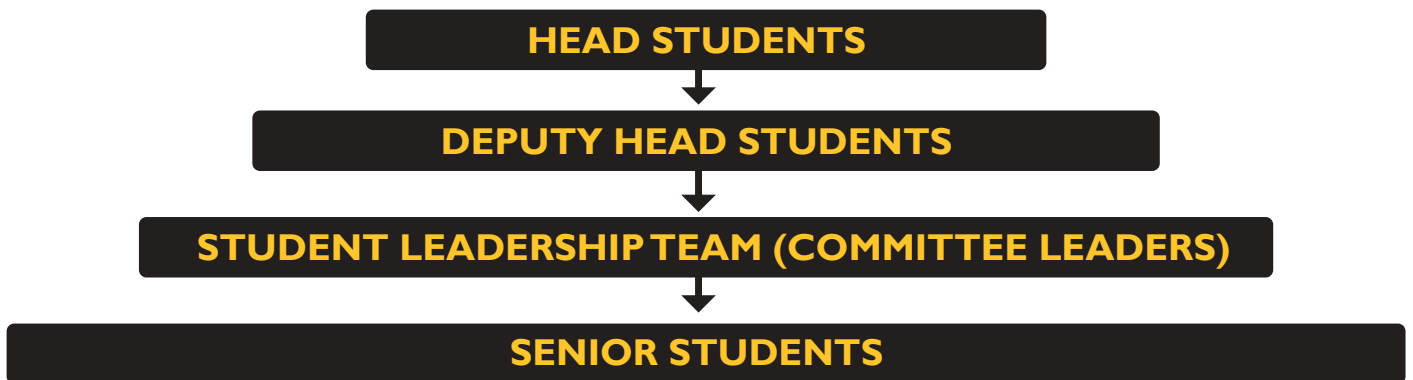 HEAD STUDENTS
DEPUTY HEAD STUDENTS
STUDENT LEADERSHIP TEAM (COMMITTEE LEADERS)
SENIOR STUDENTS